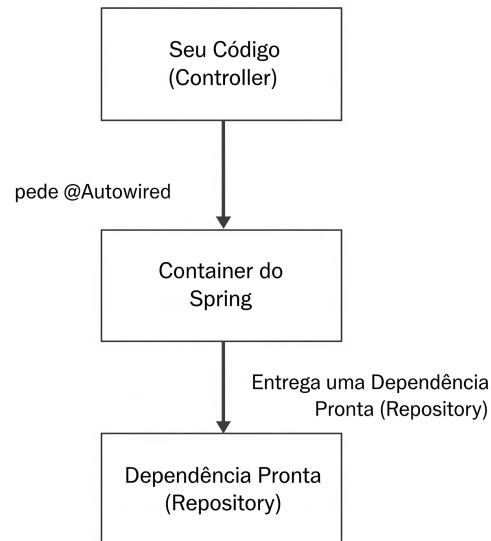 Seu Código
(Controller)
pede @Autowired
Container do
Spring
Entrega uma Dependência
Pronta (Repository)
Dependência Pronta
(Repository)